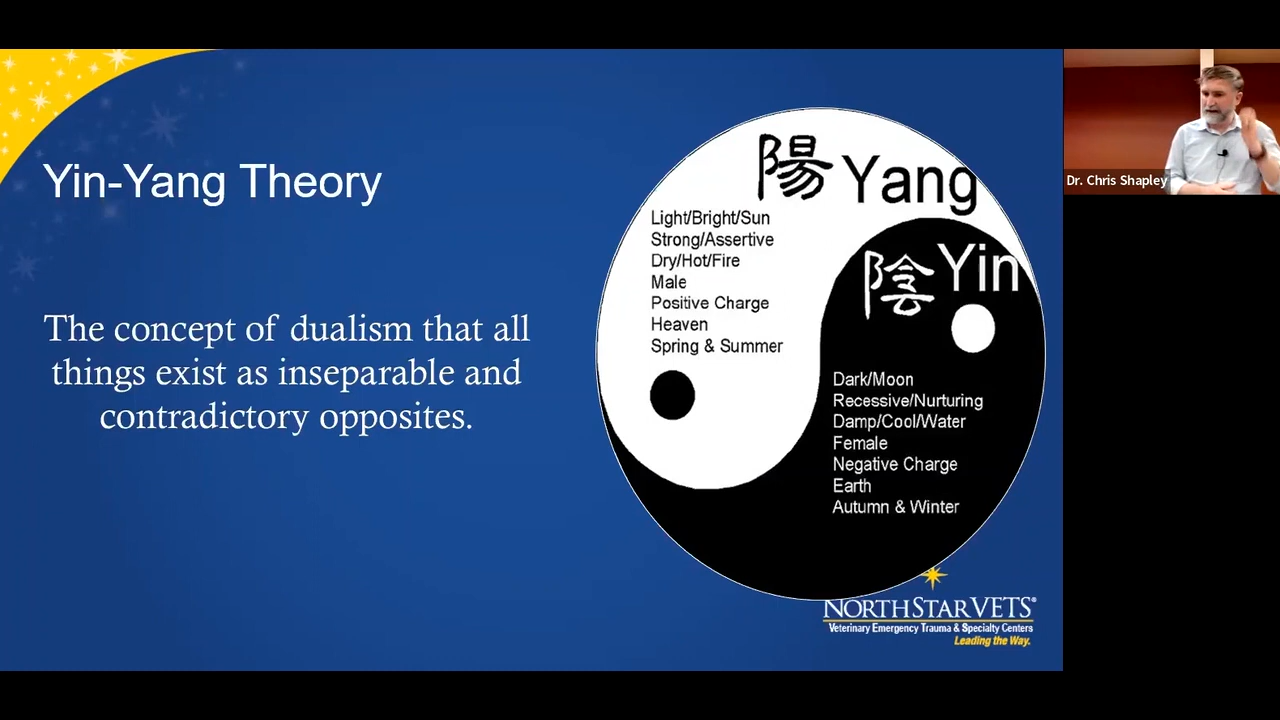 Yin-Yang Theory
The concept of dualism that all
things exist as inseparable and
contradictory opposites.
陽 Yang
Light/Bright/Sun
Strong/Assertive
Dry/Hot/Fire
Male
Positive Charge
Heaven
Spring & Summer
陰 Yin
Dark/Moon
Recessive/Nurturing
Damp/Cool/Water
Female
Negative Charge
Earth
Autumn & Winter
NORTHSTARVETS®
Veterinary Emergency Trauma & Specialty Centers
Leading the Way.
Dr. Chris Shapley